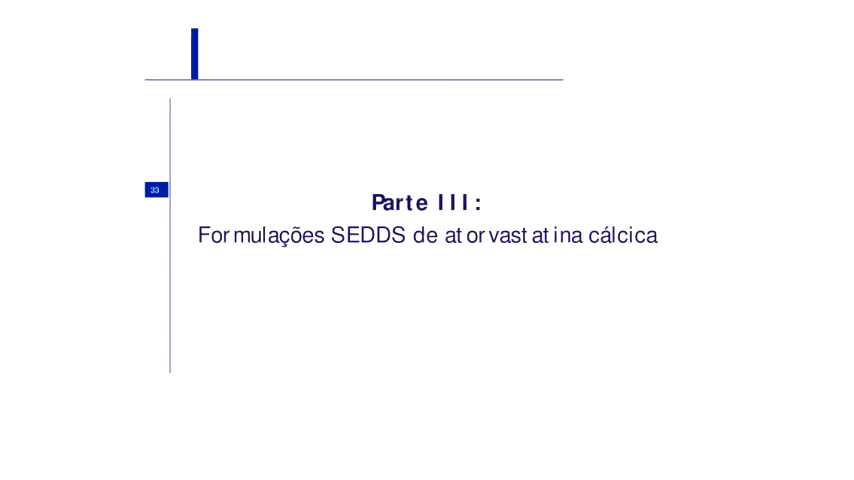 33
Parte III:
Formulações SEDDS de atorvastatina cálcica